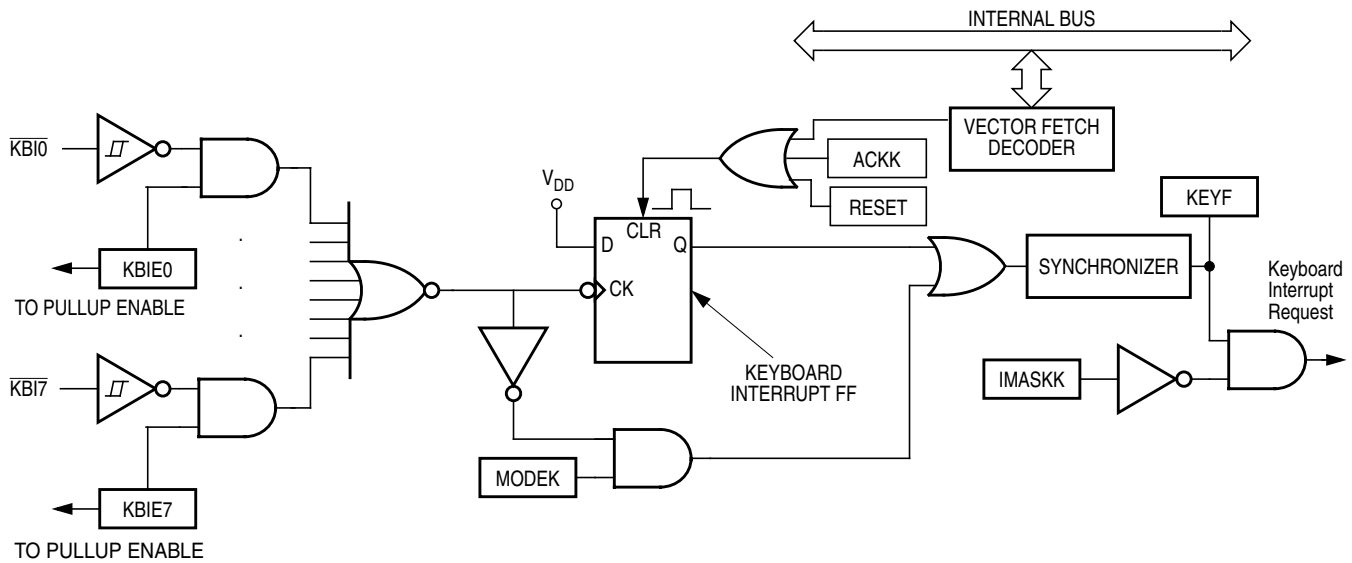 INTERNAL BUS
VECTOR FETCH
DECODER
KBI0
ACKK
VDD
RESET
KEYF
CLR
D
Q
KBIE0
SYNCHRONIZER
Keyboard
Interrupt
Request
CK
TO PULLUP ENABLE
KBI7
KEYBOARD
INTERRUPT FF
IMASKK
MODEK
KBIE7
TO PULLUP ENABLE